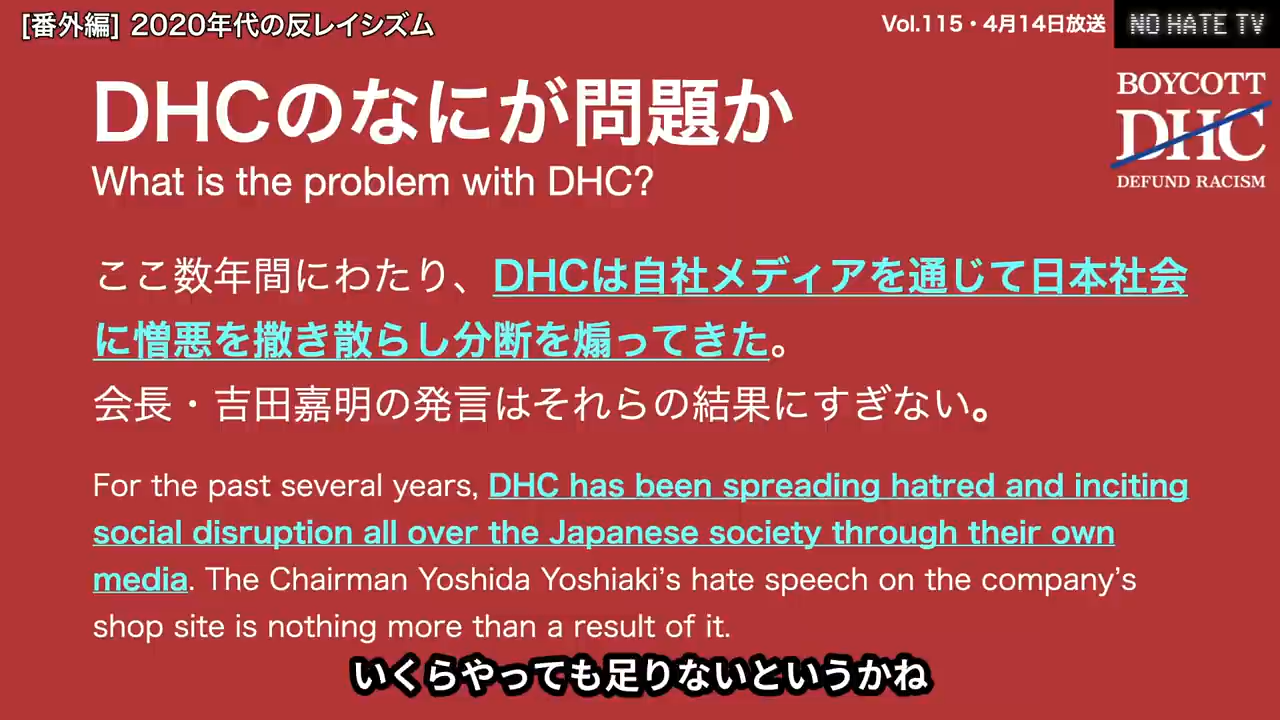 [番外編] 2020年代の反レイシズム
Vol.115・4月14日放送
NO HATE TV
DHCのなにが問題か
What is the problem with DHC?
BOYCOTT
DHC
DEFUND RACISM
ここ数年間にわたり、DHCは自社メディアを通じて日本社会
に憎悪を撒き散らし分断を煽ってきた。
会長・吉田嘉明の発言はそれらの結果にすぎない。
For the past several years, DHC has been spreading hatred and inciting
social disruption all over the Japanese society through their own
media. The Chairman Yoshida Yoshiaki’s hate speech on the company’s
shop site is nothing more than a result of it.
いくらやっても足りないというかね